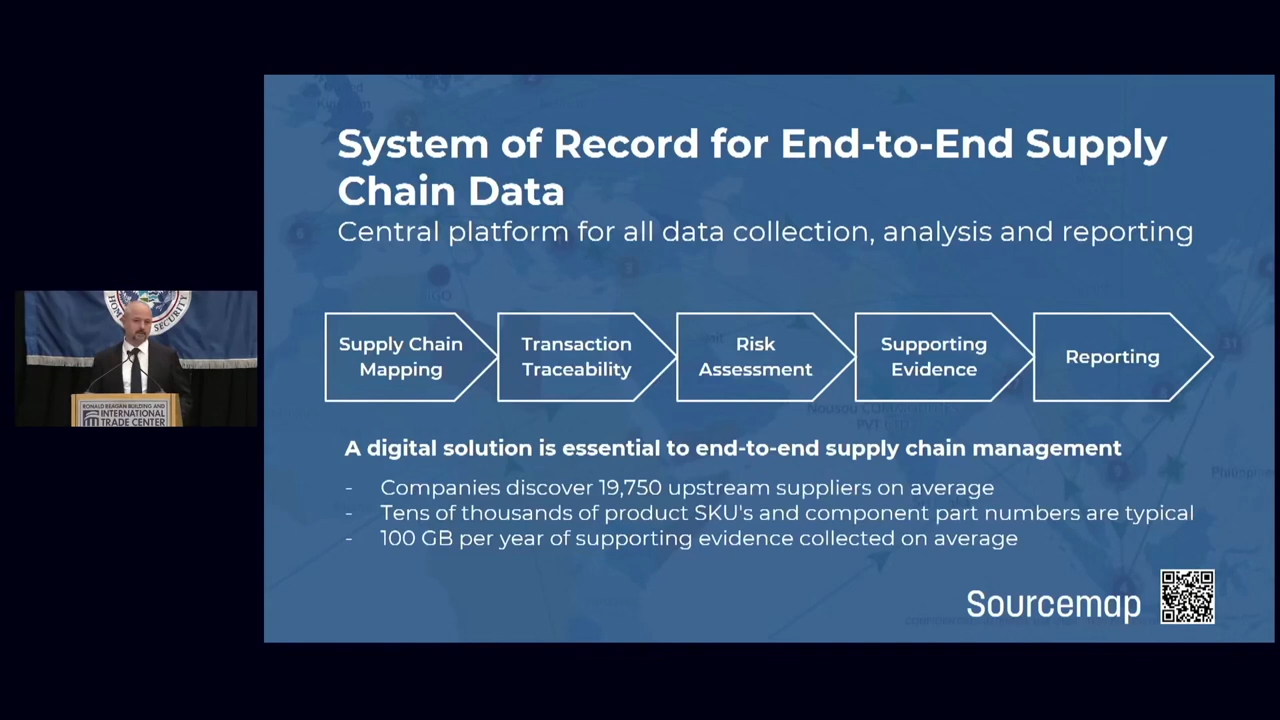 System of Record for End-to-End Supply
Chain Data
Central platform for all data collection, analysis and reporting
Supply Chain
Mapping
Transaction
Traceability
Risk
Assessment
Supporting
Evidence
Reporting
A digital solution is essential to end-to-end supply chain management
- Companies discover 19,750 upstream suppliers on average
- Tens of thousands of product SKU's and component part numbers are typical
- 100 GB per year of supporting evidence collected on average
Sourcemap
SECURITY
RONALD REAGAN BUILDING AND
INTERNATIONAL
TRADE CENTER